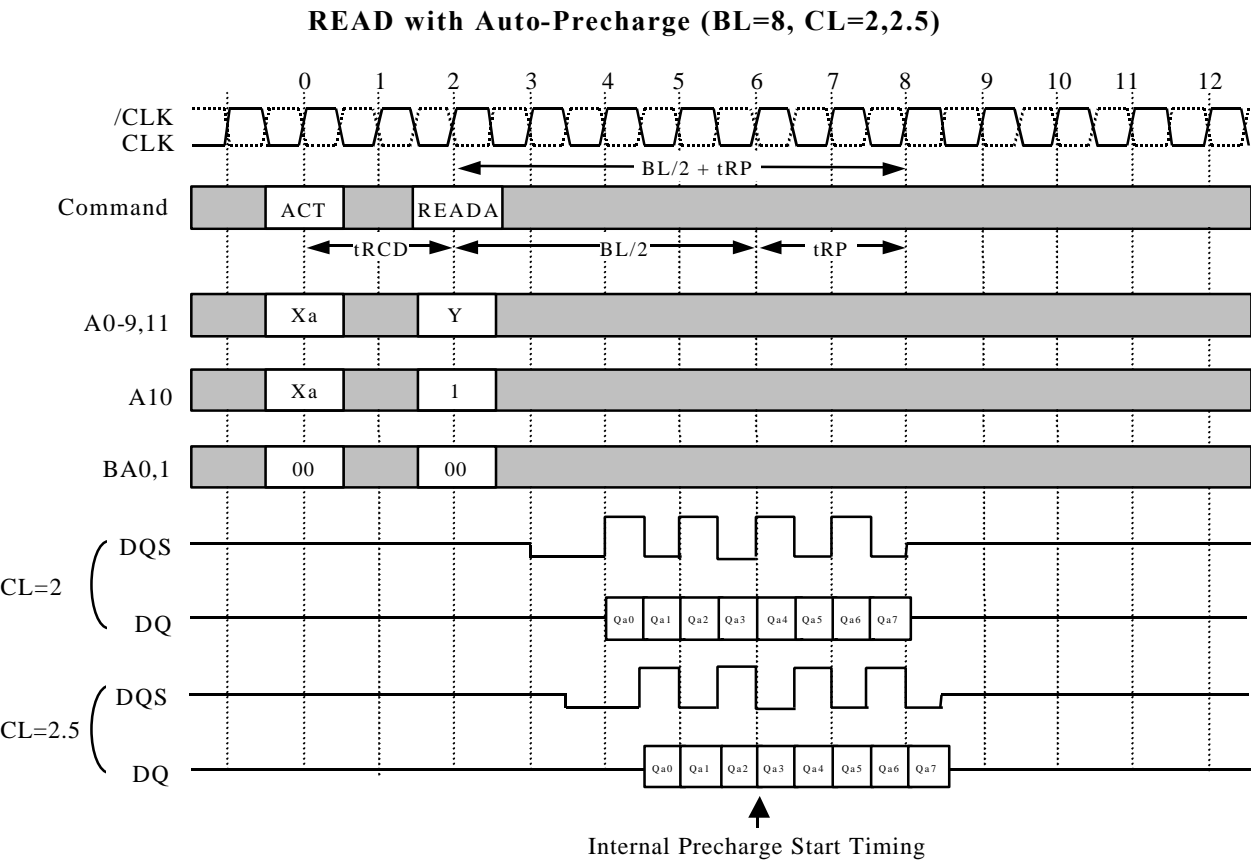 READ with Auto-Precharge (BL=8, CL=2,2.5)
0 1 2 3 4 5 6 7 8 9 10 11 12
/CLK
CLK
BL/2 + tRP
Command ACT READA
tRCD BL/2 tRP
A0-9,11 Xa Y
A10 Xa 1
BA0,1 00 00
DQS
CL=2
DQ Qa0 Qa1 Qa2 Qa3 Qa4 Qa5 Qa6 Qa7
DQS
CL=2.5
DQ Qa0 Qa1 Qa2 Qa3 Qa4 Qa5 Qa6 Qa7
Internal Precharge Start Timing